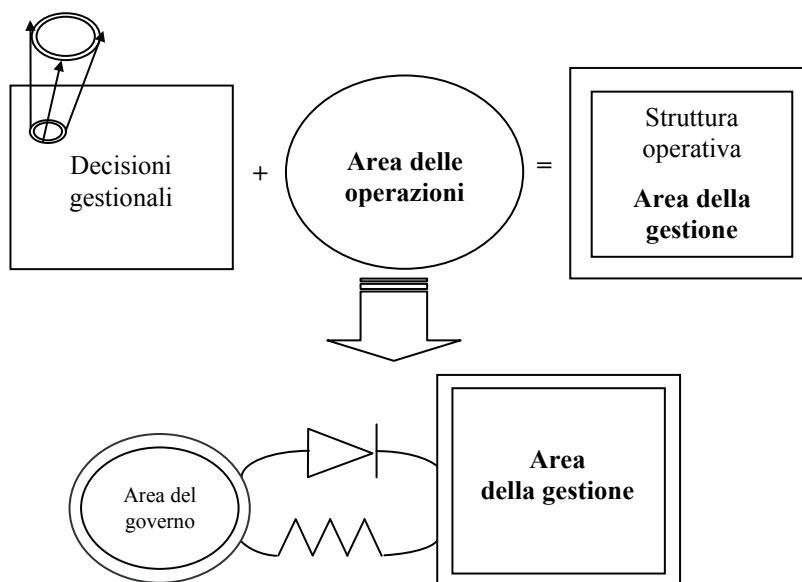 Decisioni
gestionali
+
Area delle
operazioni
=
Struttura
operativa
Area della
gestione
Area del
governo
Area
della gestione